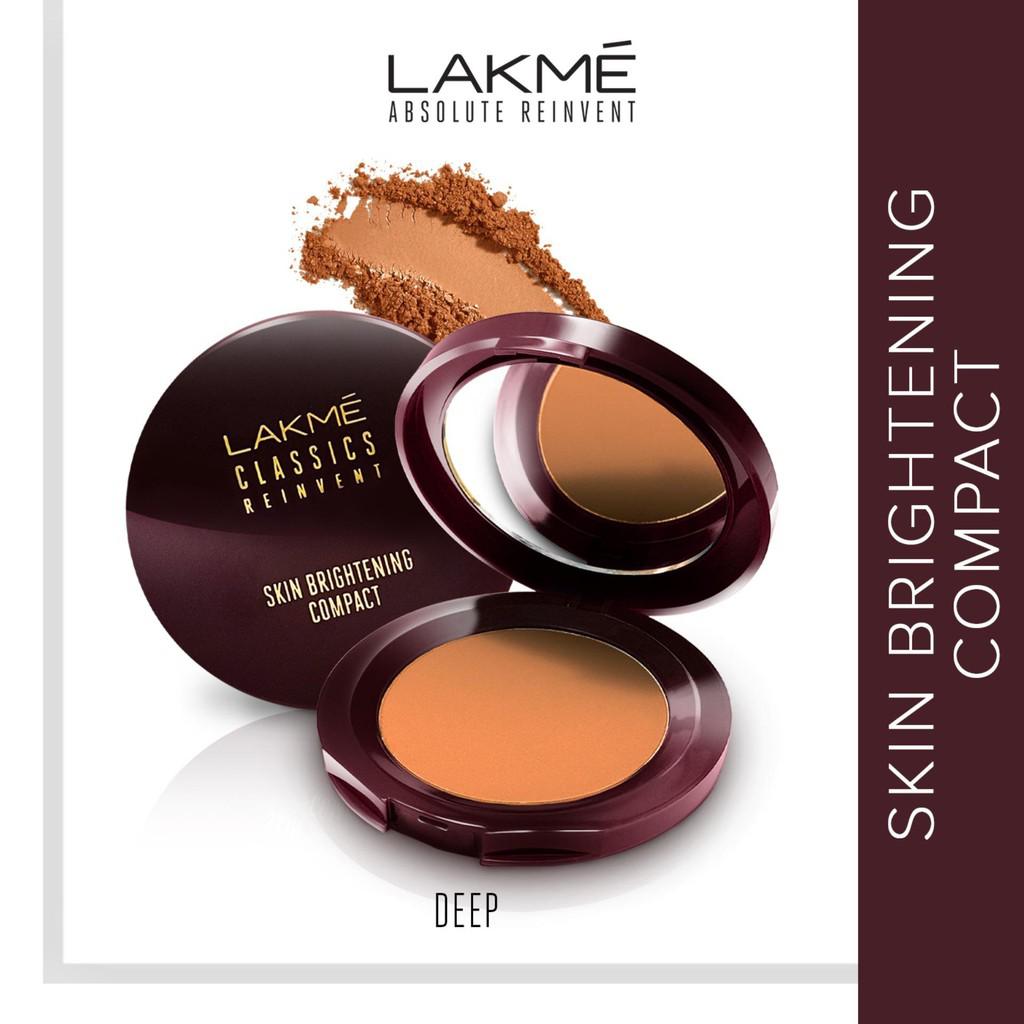 LAKMÉ
ABSOLUTE REINVENT
LAKMÉ
CLASSICS
REINVENT
SKIN BRIGHTENING
COMPACT
DEEP
SKIN BRIGHTENING
COMPACT